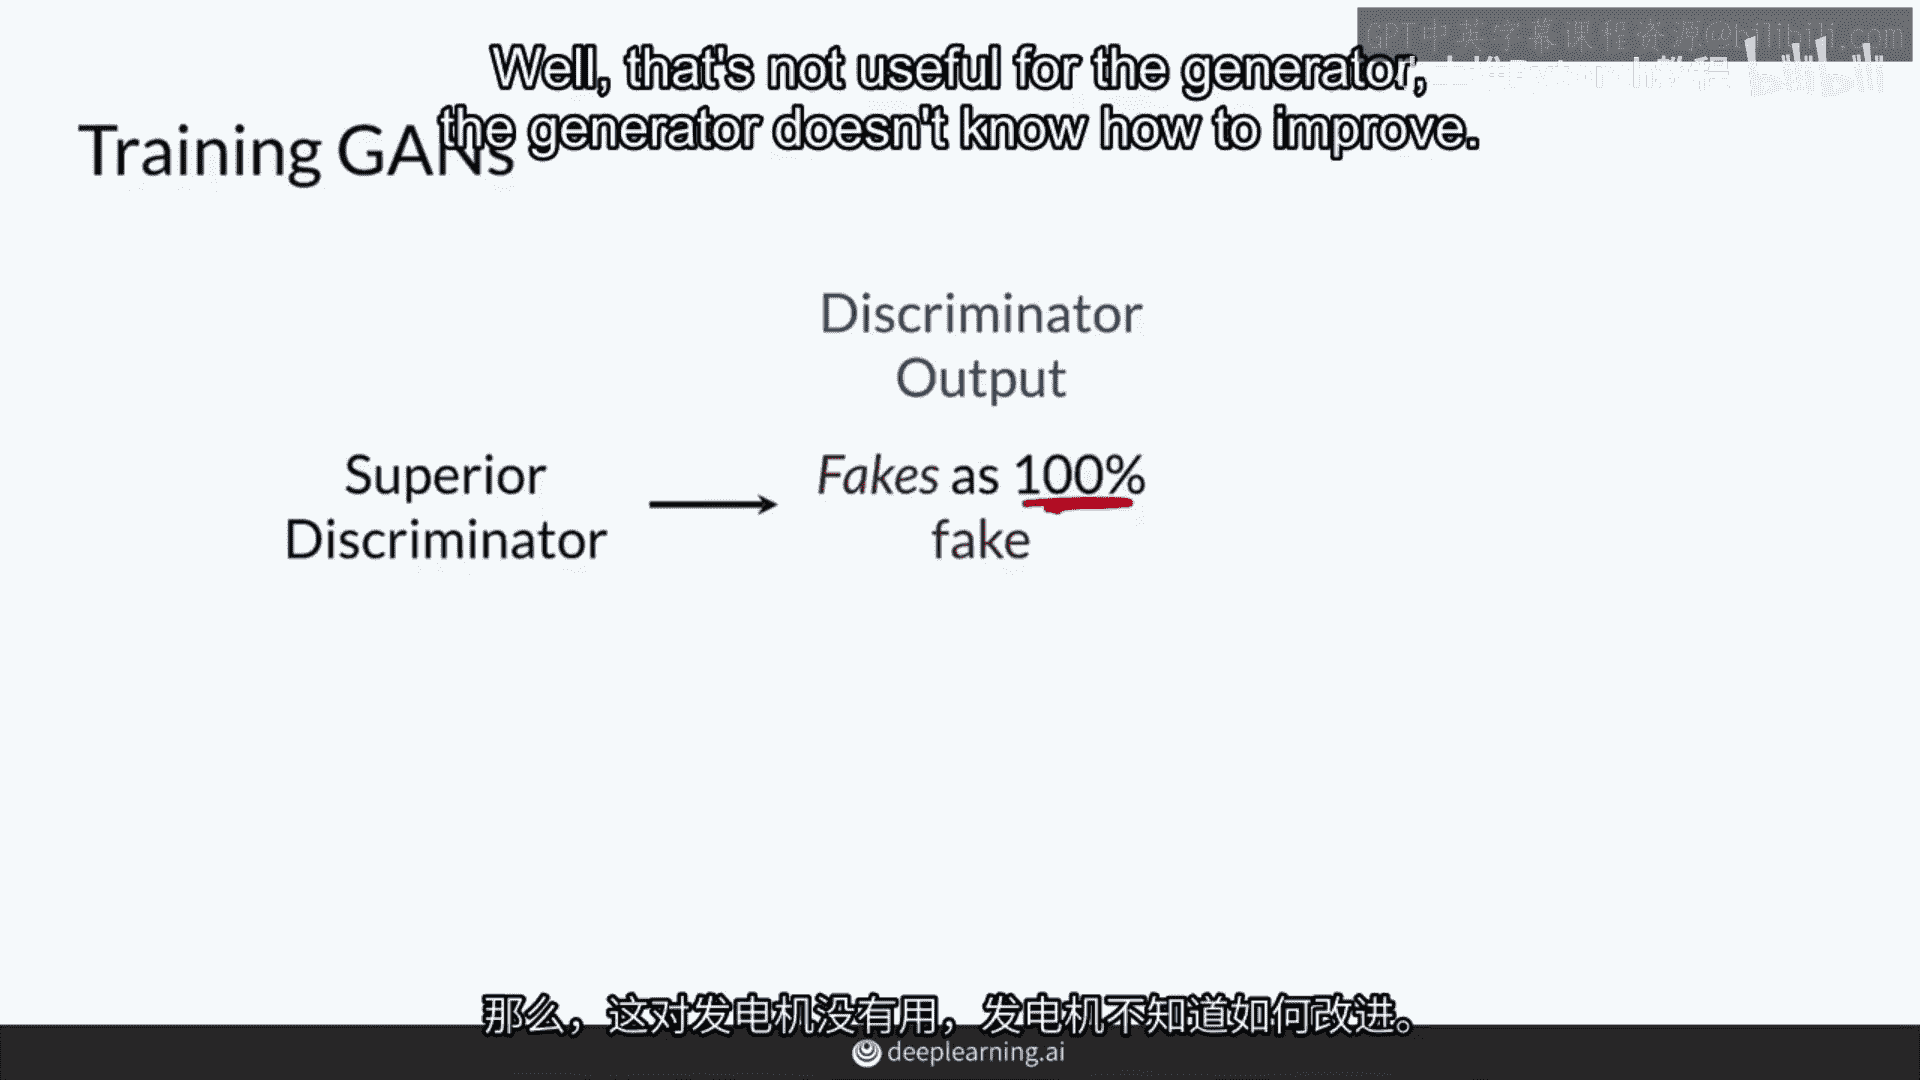 GPT中英字幕课程资源@bilibili.com
Well, that's not useful for the generator,
the generator doesn't know how to improve.
Training GANs
Discriminator
Output
Superior
Discriminator
Fakes as 100%
fake
那么，这对发电机没有用，发电机不知道如何改进。
deeplearning.ai